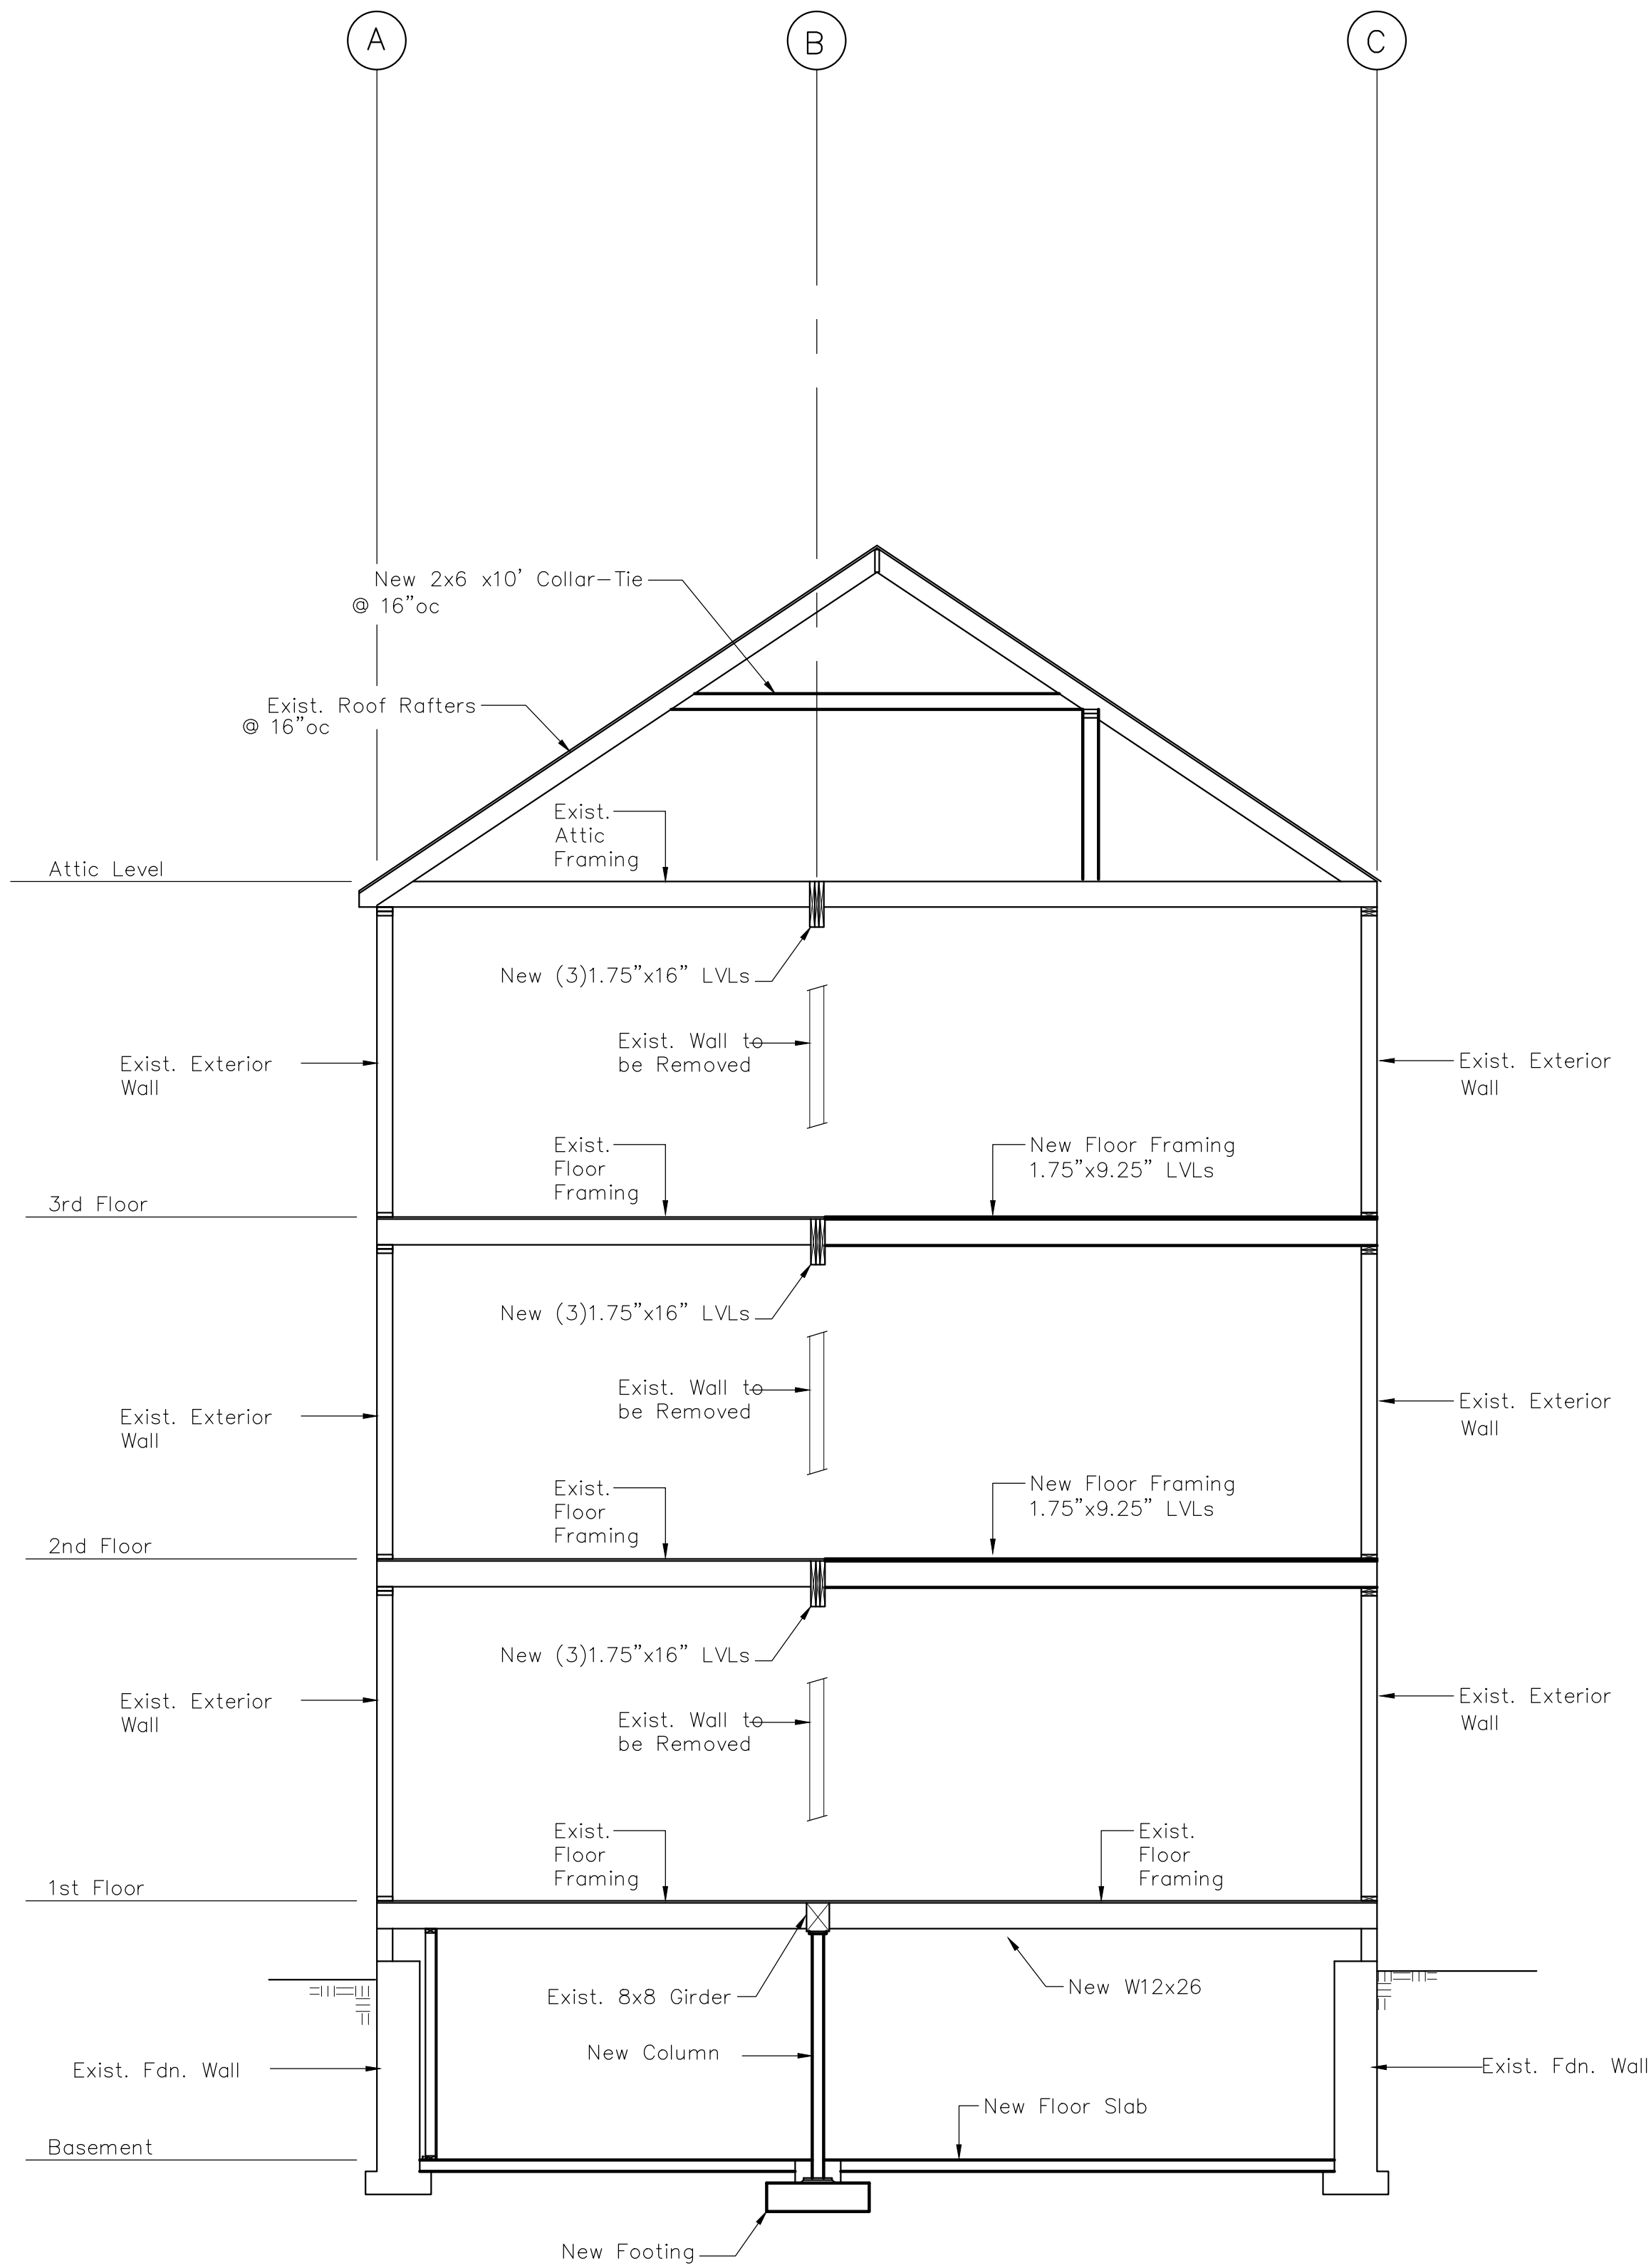 A
B
C
New 2x6 x10' Collar-Tie
@ 16"oc
Exist. Roof Rafters
@ 16"oc
Exist.
Attic
Framing
Attic Level
New (3)1.75"x16" LVLs
Exist. Wall to
be Removed
Exist. Exterior
Wall
Exist. Exterior
Wall
Exist.
Floor
Framing
New Floor Framing
1.75"x9.25" LVLs
3rd Floor
New (3)1.75"x16" LVLs
Exist. Wall to
be Removed
Exist. Exterior
Wall
Exist. Exterior
Wall
Exist.
Floor
Framing
New Floor Framing
1.75"x9.25" LVLs
2nd Floor
New (3)1.75"x16" LVLs
Exist. Exterior
Wall
Exist. Wall to
be Removed
Exist. Exterior
Wall
Exist.
Floor
Framing
Exist.
Floor
Framing
1st Floor
Exist. 8x8 Girder
New W12x26
New Column
Exist. Fdn. Wall
Exist. Fdn. Wall
New Floor Slab
Basement
New Footing